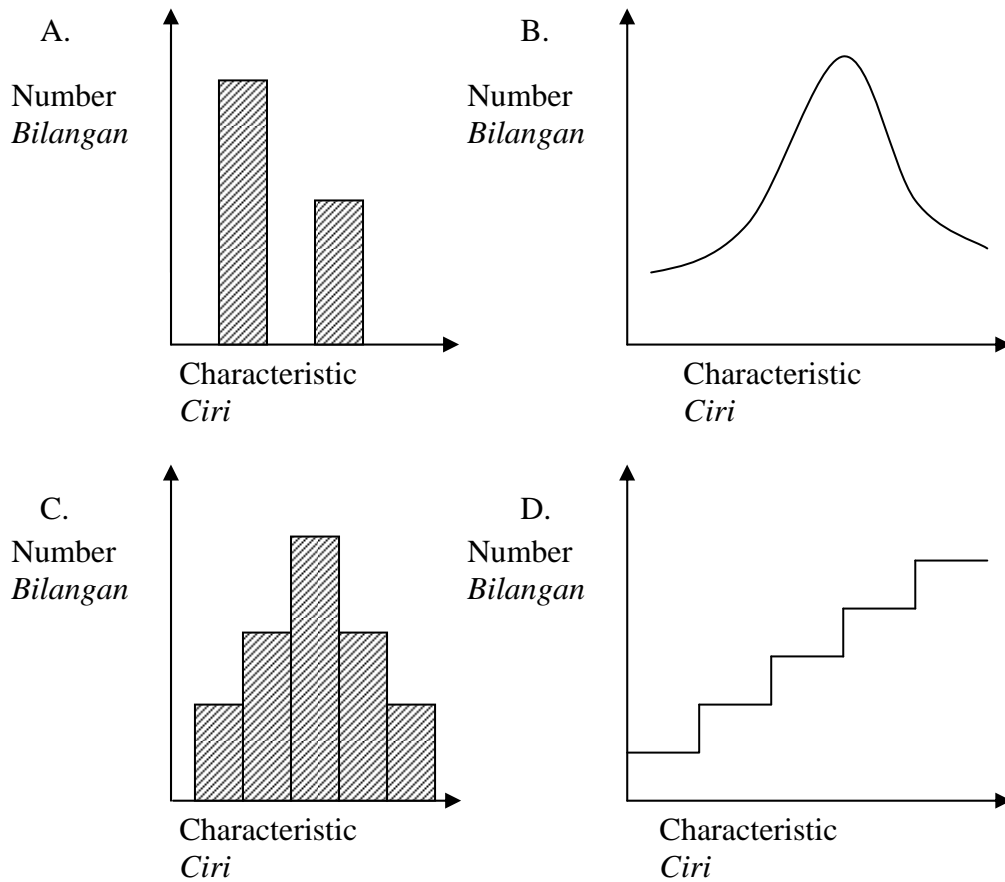 A.
Number
Bilangan
Characteristic
Ciri
B.
Number
Bilangan
Characteristic
Ciri
C.
Number
Bilangan
Characteristic
Ciri
D.
Number
Bilangan
Characteristic
Ciri